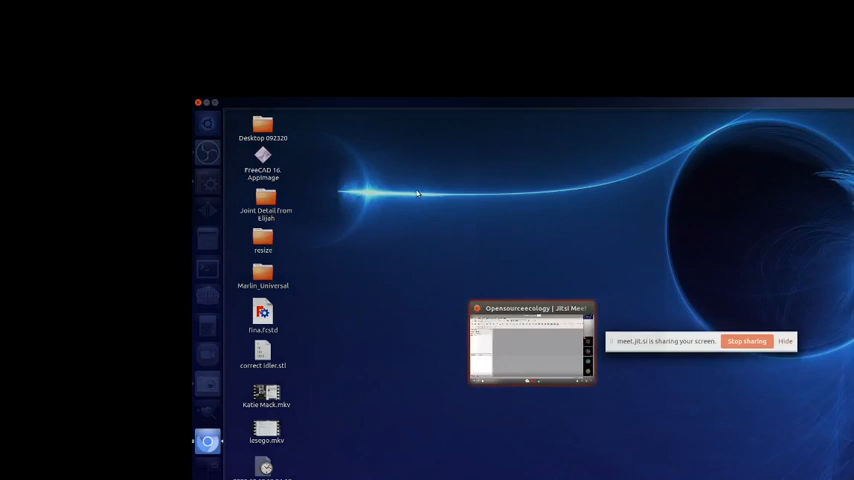 Desktop 092320
FreeCAD 16.
AppImage
Joint Detail from
Elijah
resize
Marlin_Universal
fina.fcstd
correct idler.stl
Katie Mack.mkv
lesego.mkv
Opensourceecology | Jitsi Meet
meet.jit.si is sharing your screen.
Stop sharing
Hide